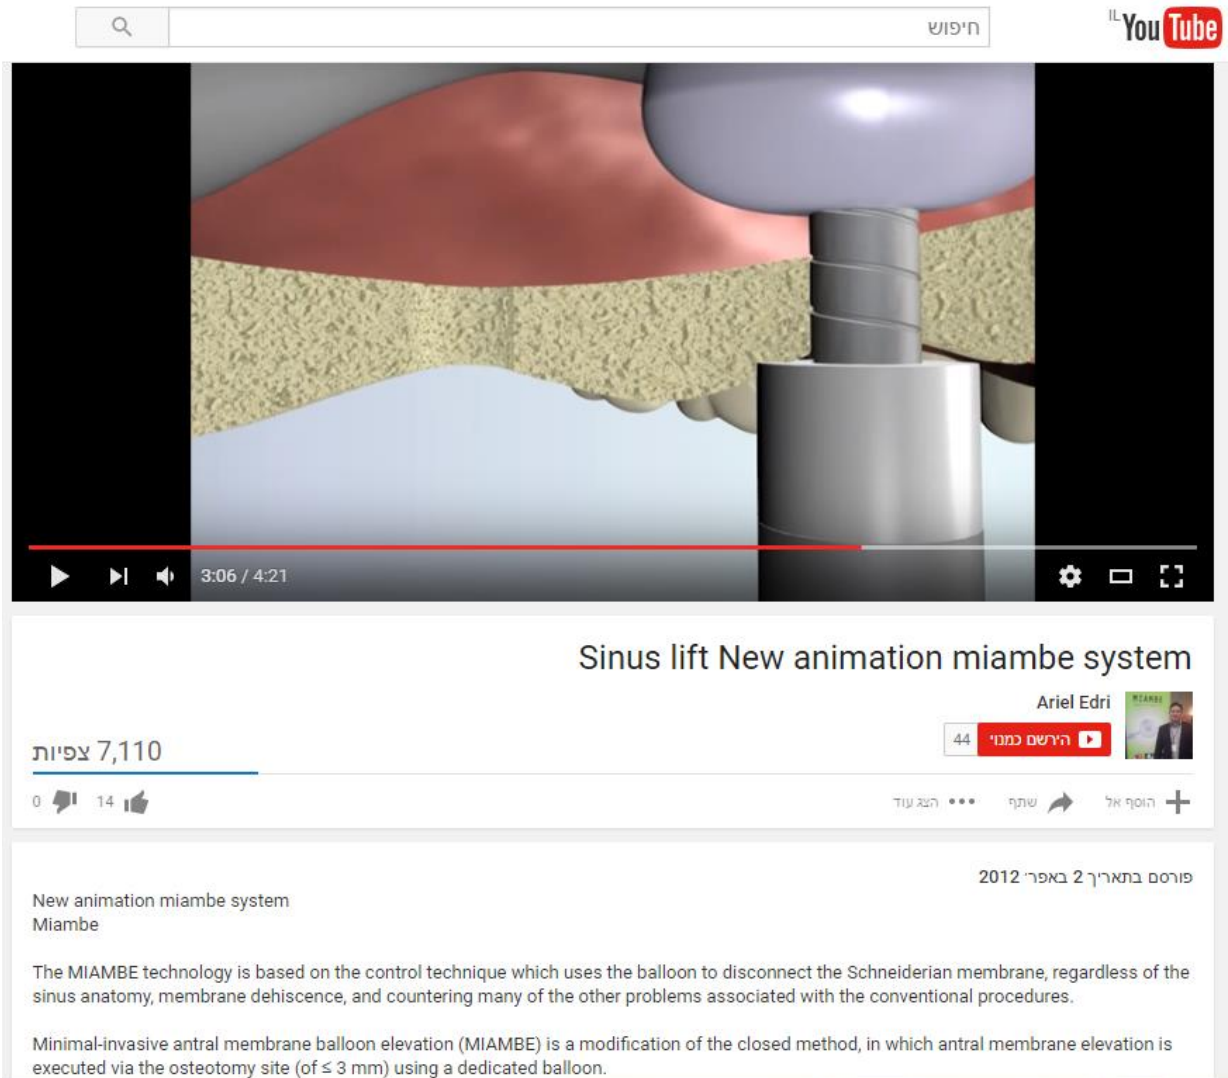 IL YouTube
חיפוש
3:06 / 4:21
Sinus lift New animation miambe system
Ariel Edri
MIAMBE
הירשם כמנוי 44
7,110 צפיות
הוסף אל שתף הצג עוד
14 0
פורסם בתאריך 2 באפר׳ 2012
New animation miambe system
Miambe
The MIAMBE technology is based on the control technique which uses the balloon to disconnect the Schneiderian membrane, regardless of the
sinus anatomy, membrane dehiscence, and countering many of the other problems associated with the conventional procedures.
Minimal-invasive antral membrane balloon elevation (MIAMBE) is a modification of the closed method, in which antral membrane elevation is
executed via the osteotomy site (of ≤ 3 mm) using a dedicated balloon.